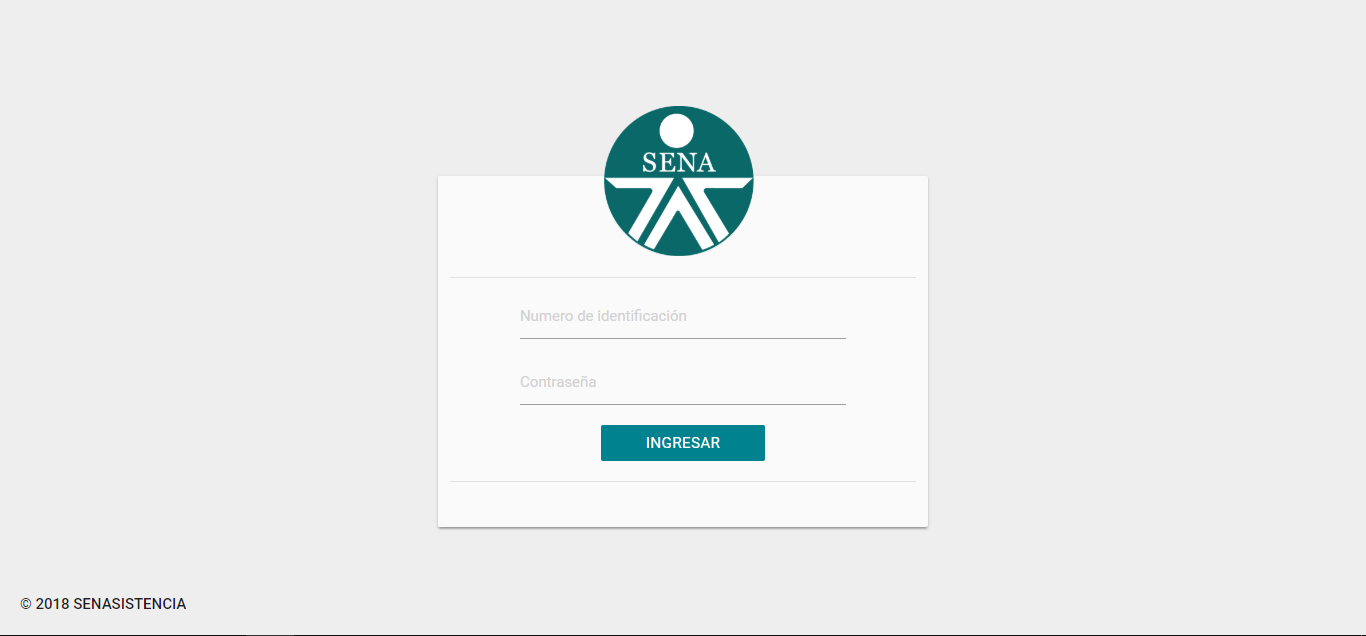 SENA
Numero de identificación
Contraseña
INGRESAR
© 2018 SENASISTENCIA